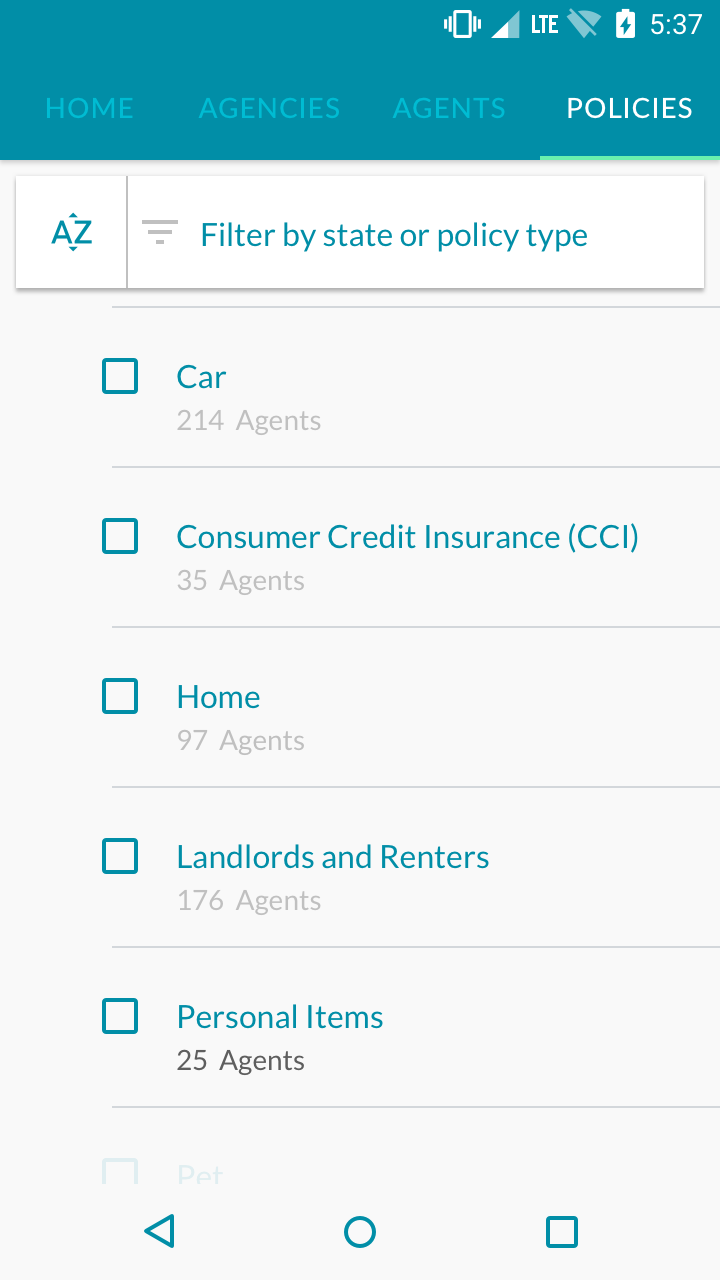 LTE 5:37
HOME AGENCIES AGENTS POLICIES
AZ Filter by state or policy type
Car
214 Agents
Consumer Credit Insurance (CCI)
35 Agents
Home
97 Agents
Landlords and Renters
176 Agents
Personal Items
25 Agents
Pet